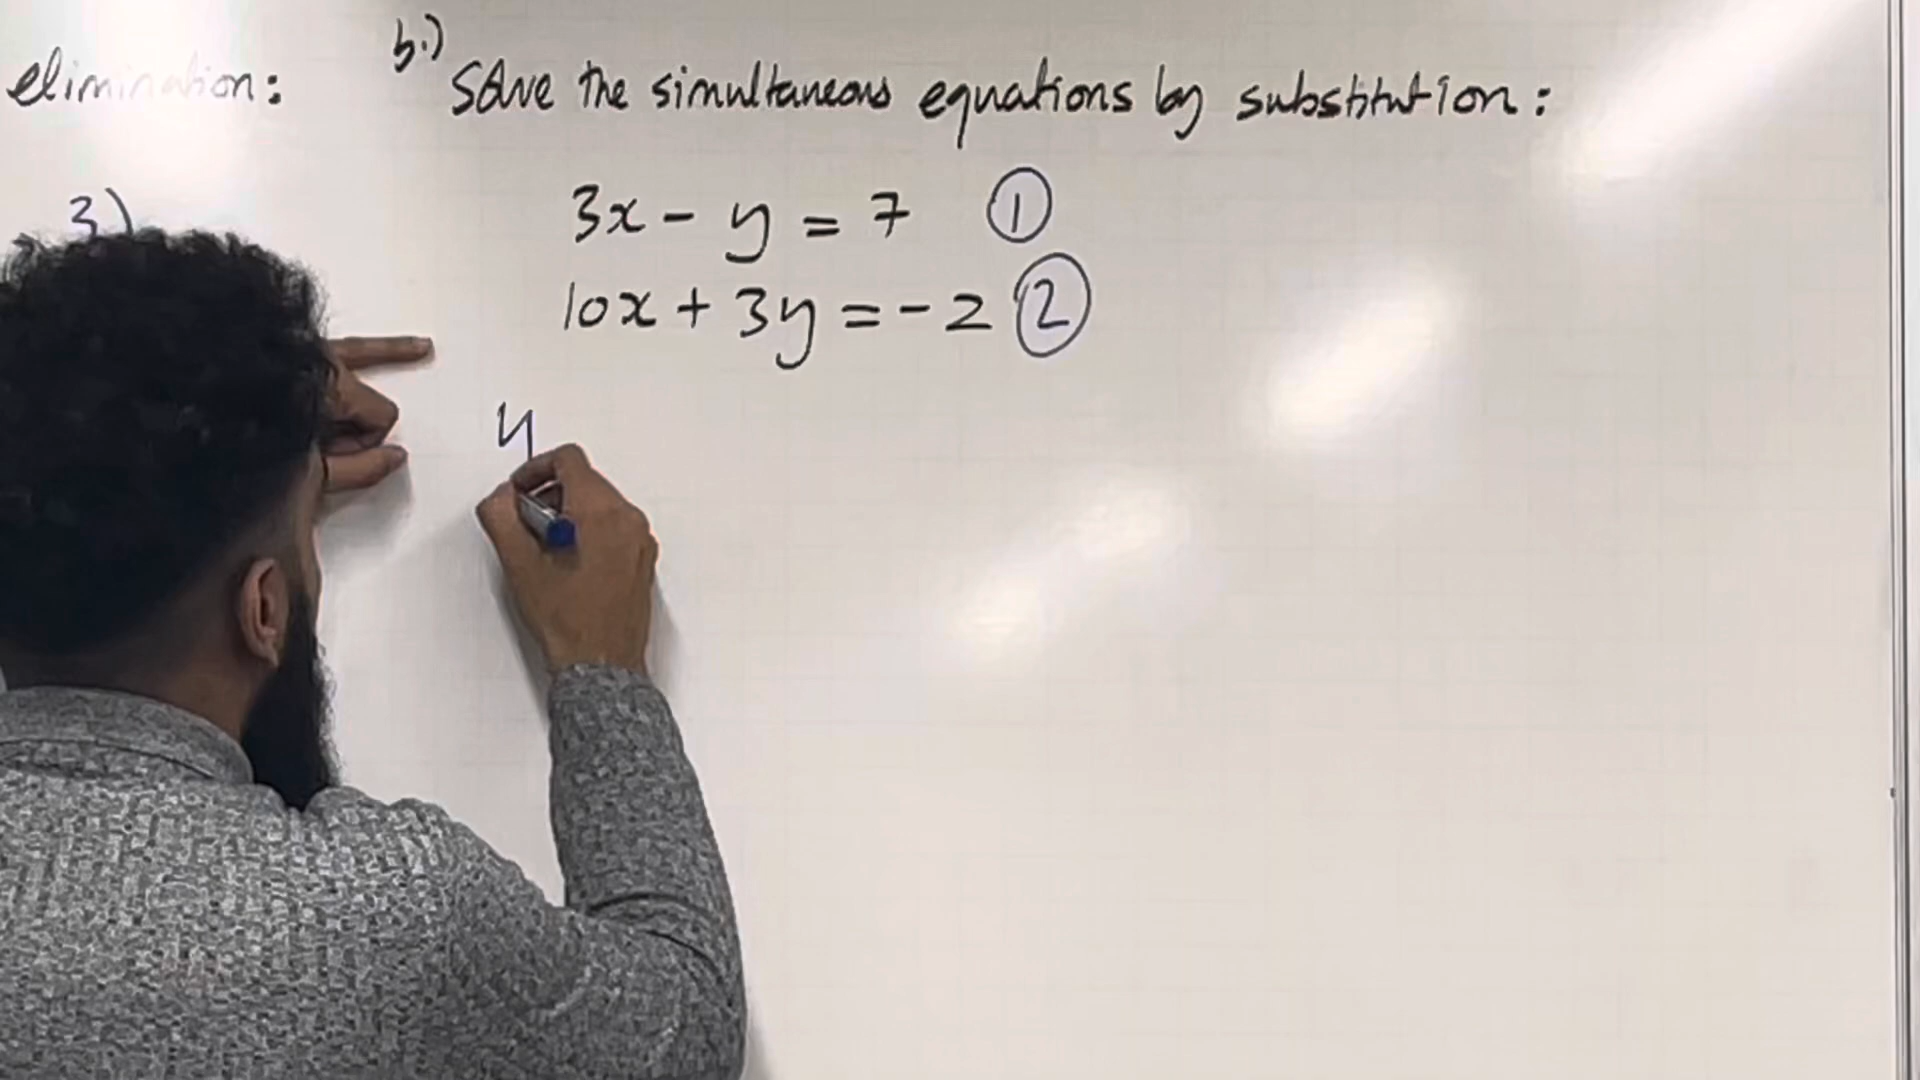 elimination:
3)
b.) Solve the simultaneous equations by substitution:
3x - y = 7 ①
10x + 3y = -2 ②
y